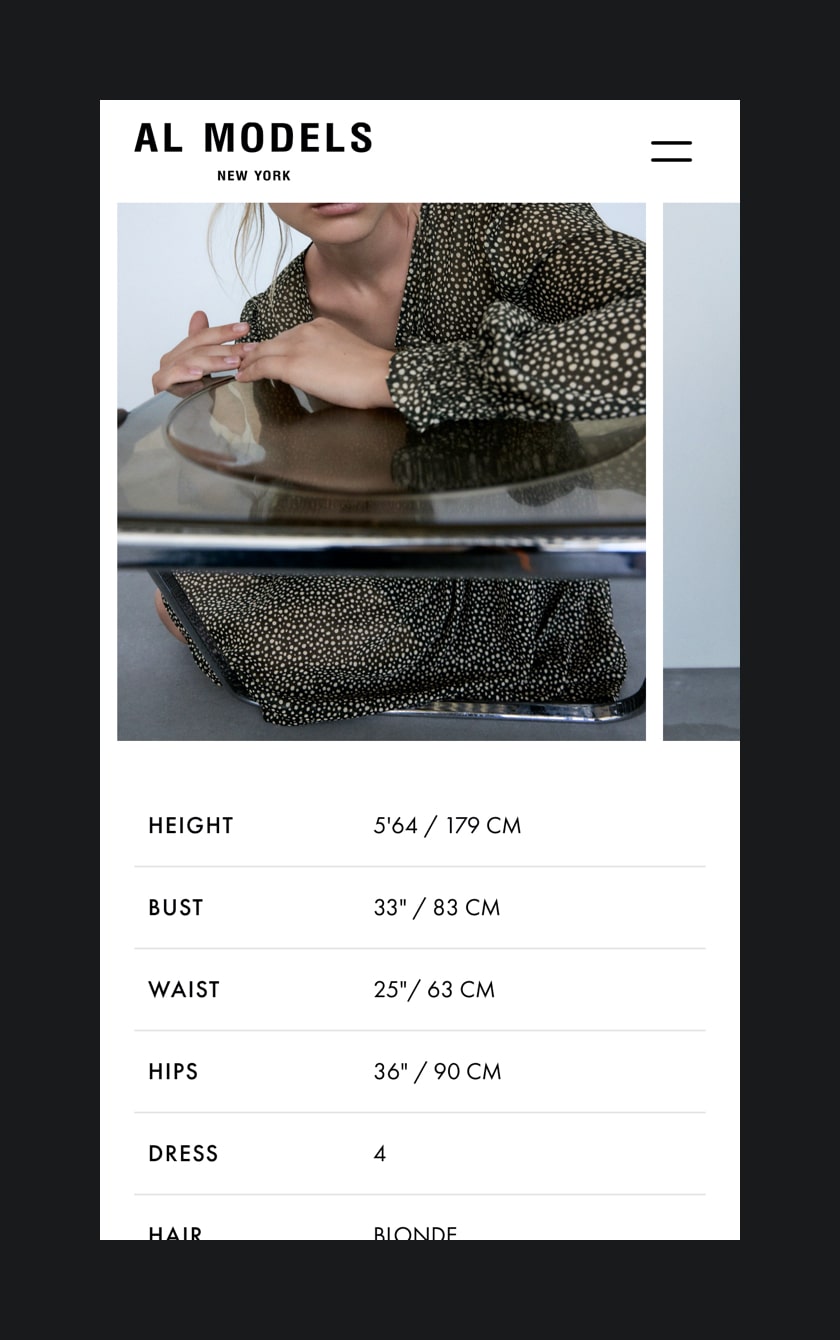 AL MODELS
NEW YORK
HEIGHT 5'64 / 179 CM
BUST 33" / 83 CM
WAIST 25"/ 63 CM
HIPS 36" / 90 CM
DRESS 4
HAIR BLONDE